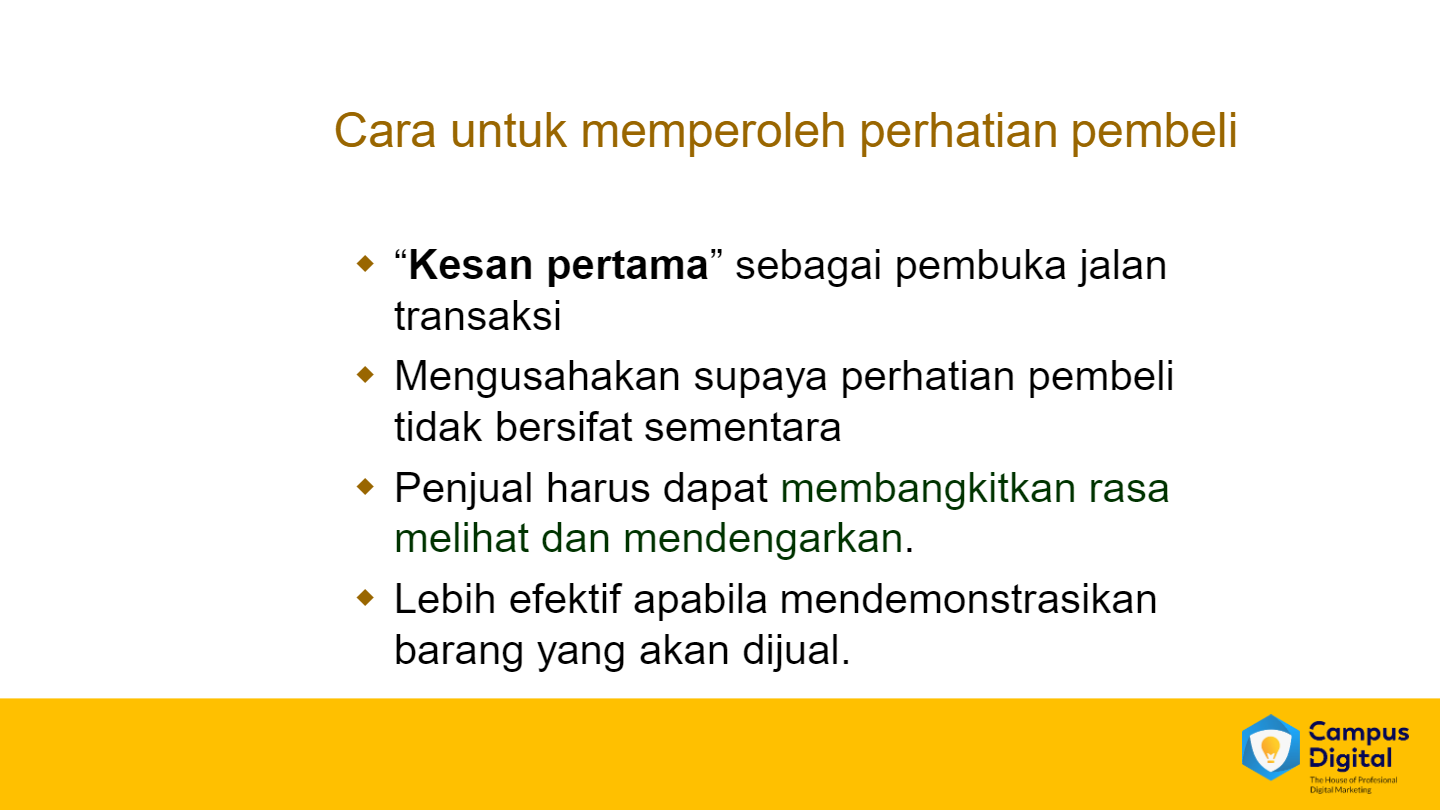 Cara untuk memperoleh perhatian pembeli
◆ “Kesan pertama” sebagai pembuka jalan
transaksi
◆ Mengusahakan supaya perhatian pembeli
tidak bersifat sementara
◆ Penjual harus dapat membangkitkan rasa
melihat dan mendengarkan.
◆ Lebih efektif apabila mendemonstrasikan
barang yang akan dijual.
Campus
Digital
The House of Profesional
Digital Marketing